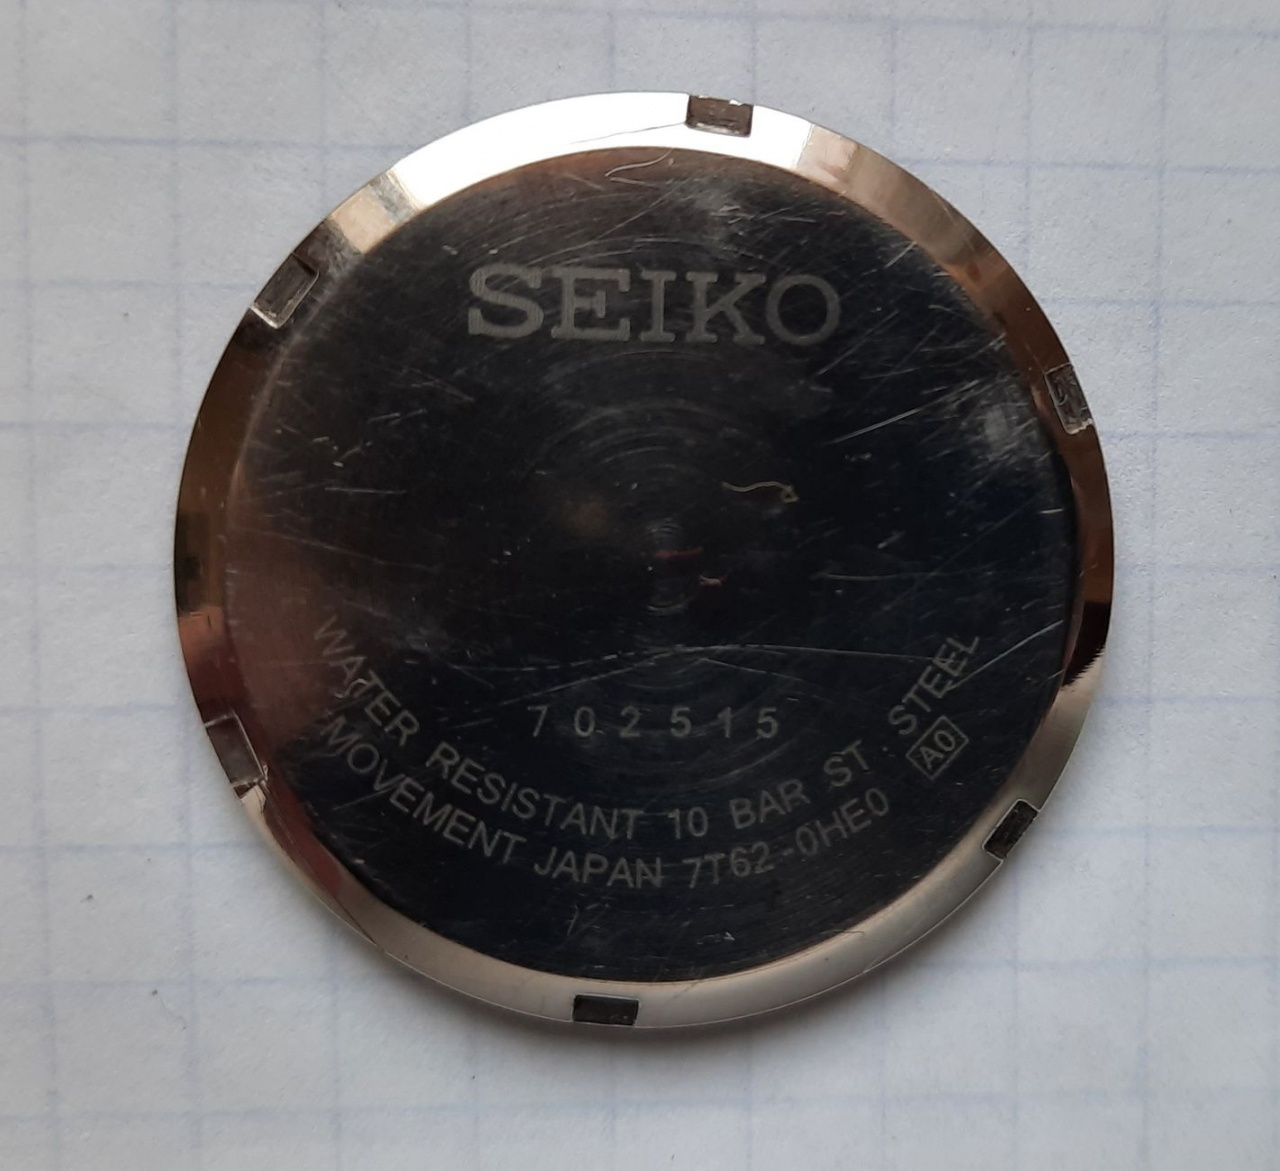 SEIKO
702515
WATER RESISTANT 10 BAR ST. STEEL
MOVEMENT JAPAN 7T62-0HE0 A0